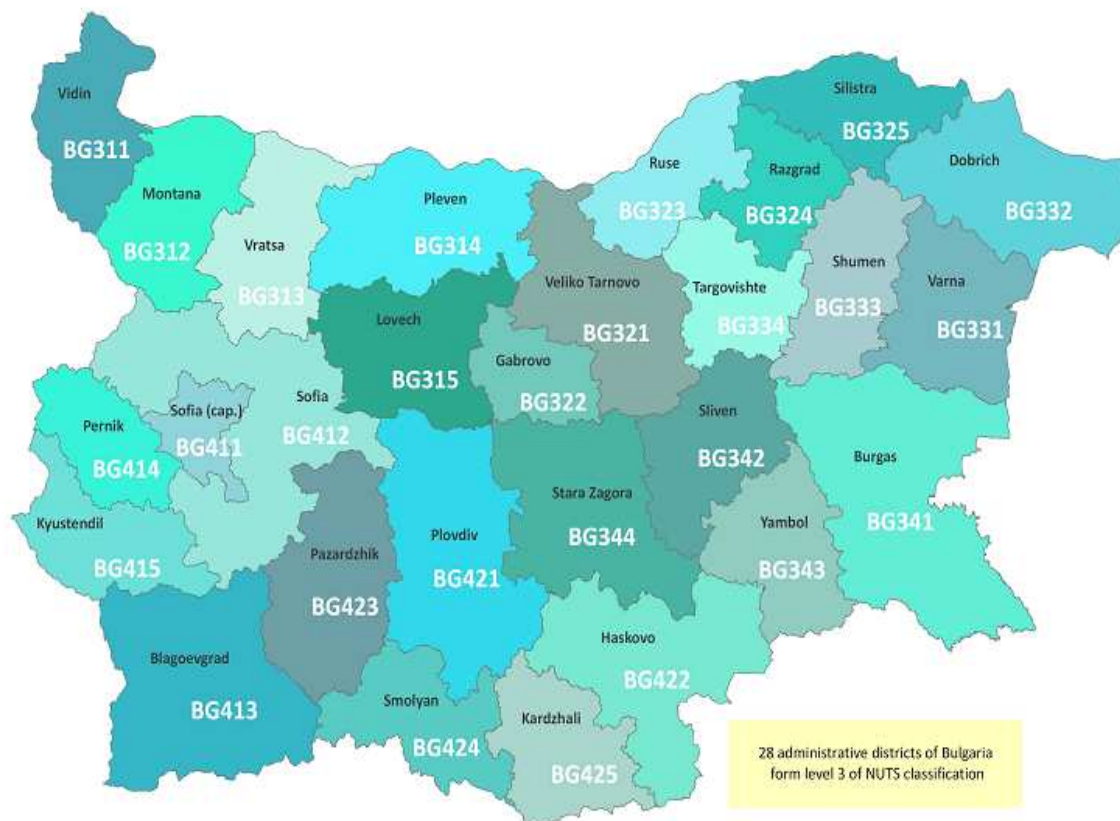 Vidin
BG311
Montana
BG312
Vratsa
BG313
Pleven
BG314
Lovech
BG315
Veliko Tarnovo
BG321
Gabrovo
BG322
Ruse
BG323
Razgrad
BG324
Silistra
BG325
Dobrich
BG332
Varna
BG331
Shumen
BG333
Targovishte
BG334
Sofia (cap.)
BG411
Sofia
BG412
Pernik
BG414
Kyustendil
BG415
Blagoevgrad
BG413
Pazardzhik
BG423
Plovdiv
BG421
Stara Zagora
BG344
Sliven
BG342
Yambol
BG343
Burgas
BG341
Haskovo
BG422
Smolyan
BG424
Kardzhali
BG425
28 administrative districts of Bulgaria
form level 3 of NUTS classification